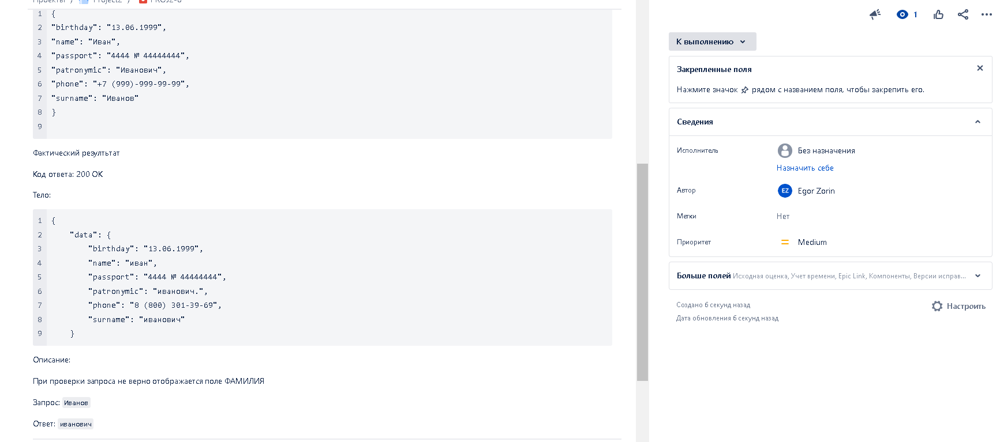 Проекты / Project2 / PROJ2-6
1 {
2 "birthday": "13.06.1999",
3 "name": "Иван",
4 "passport": "4444 № 44444444",
5 "patronymic": "Иванович",
6 "phone": "+7 (999)-999-99-99",
7 "surname": "Иванов"
8 }
9
Фактический резултьтат
Код ответа: 200 OK
Тело:
1 {
2 "data": {
3 "birthday": "13.06.1999",
4 "name": "иван",
5 "passport": "4444 № 44444444",
6 "patronymic": "иванович.",
7 "phone": "8 (800) 301-39-69",
8 "surname": "иванович"
9 }
Описание:
При проверки запроса не верно отображается поле ФАМИЛИЯ
Запрос: Иванов
Ответ: иванович
1
К выполнению
Закрепленные поля
Нажмите значок рядом с названием поля, чтобы закрепить его.
Сведения
Исполнитель Без назначения
Назначить себе
Автор EZ Egor Zorin
Метки Нет
Приоритет Medium
Больше полей Исходная оценка, Учет времени, Epic Link, Компоненты, Версии исправ...
Создано 6 секунд назад
Настроить
Дата обновления 6 секунд назад